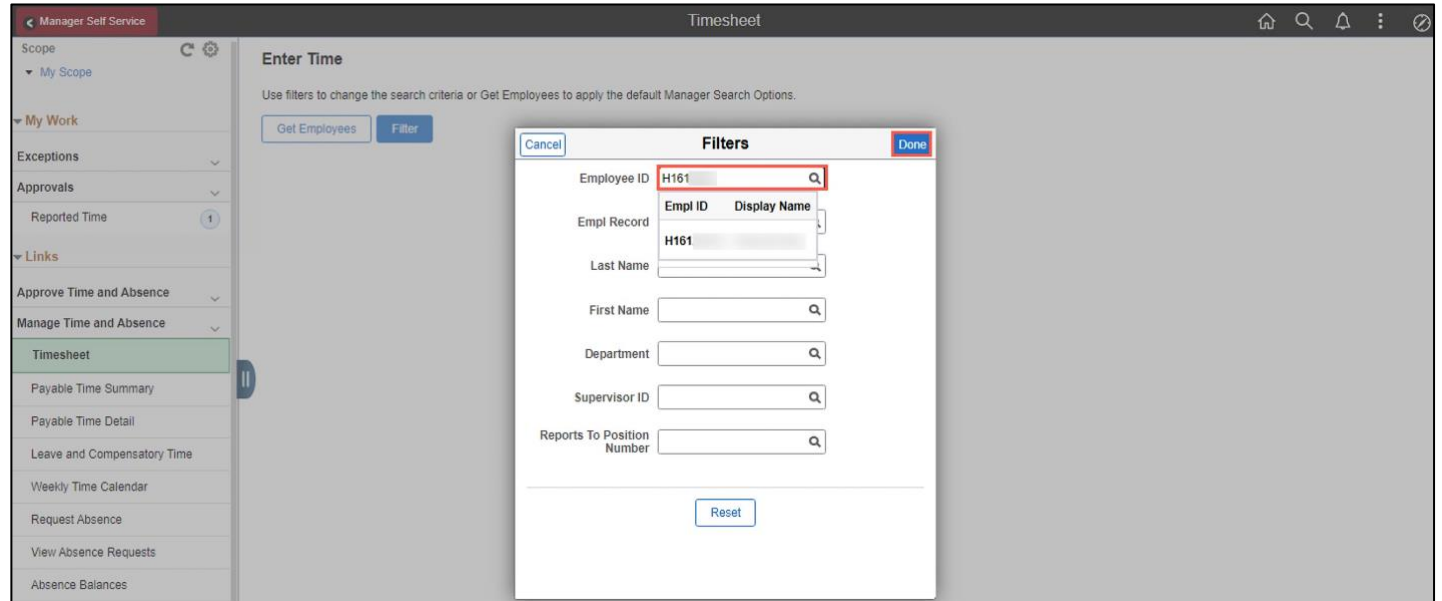 Manager Self Service
Timesheet
Scope
My Scope
My Work
Exceptions
Approvals
Reported Time 1
Links
Approve Time and Absence
Manage Time and Absence
Timesheet
Payable Time Summary
Payable Time Detail
Leave and Compensatory Time
Weekly Time Calendar
Request Absence
View Absence Requests
Absence Balances
Enter Time
Use filters to change the search criteria or Get Employees to apply the default Manager Search Options.
Get Employees Filter
Cancel Filters Done
Employee ID H161
Empl ID Display Name
Empl Record
H161
Last Name
First Name
Department
Supervisor ID
Reports To Position
Number
Reset